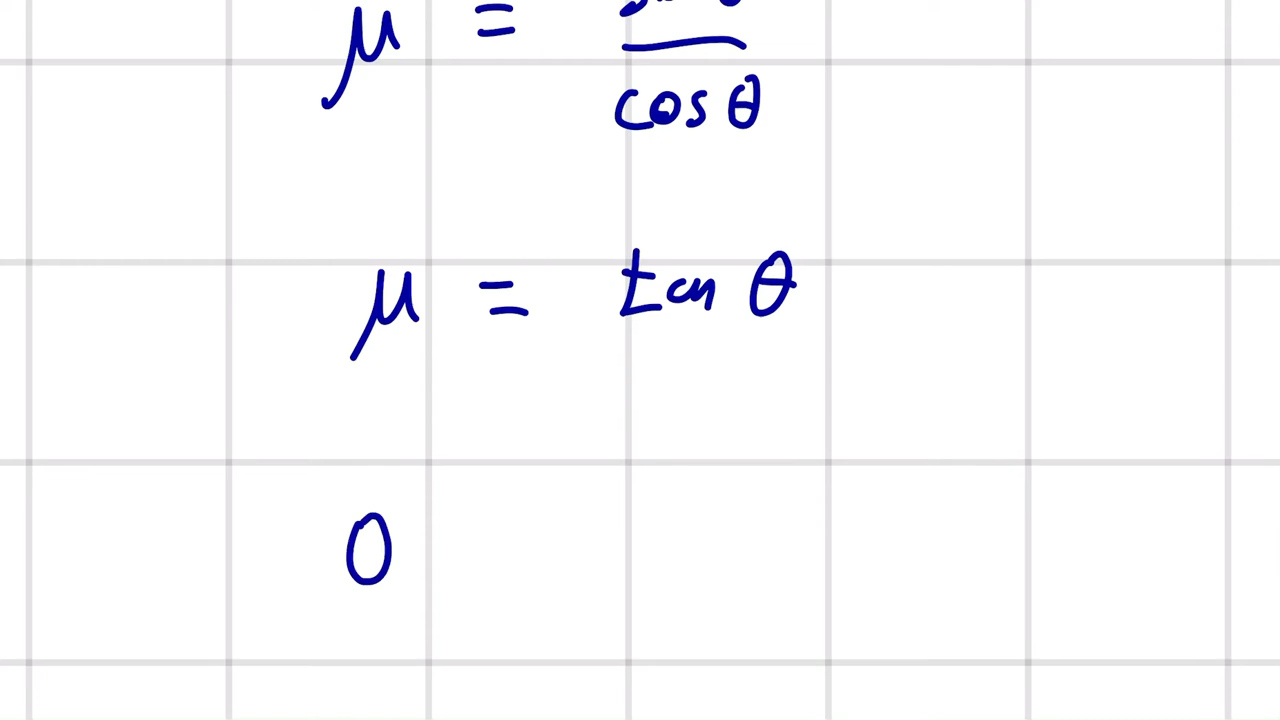 μ =
cos θ
μ = tan θ
0